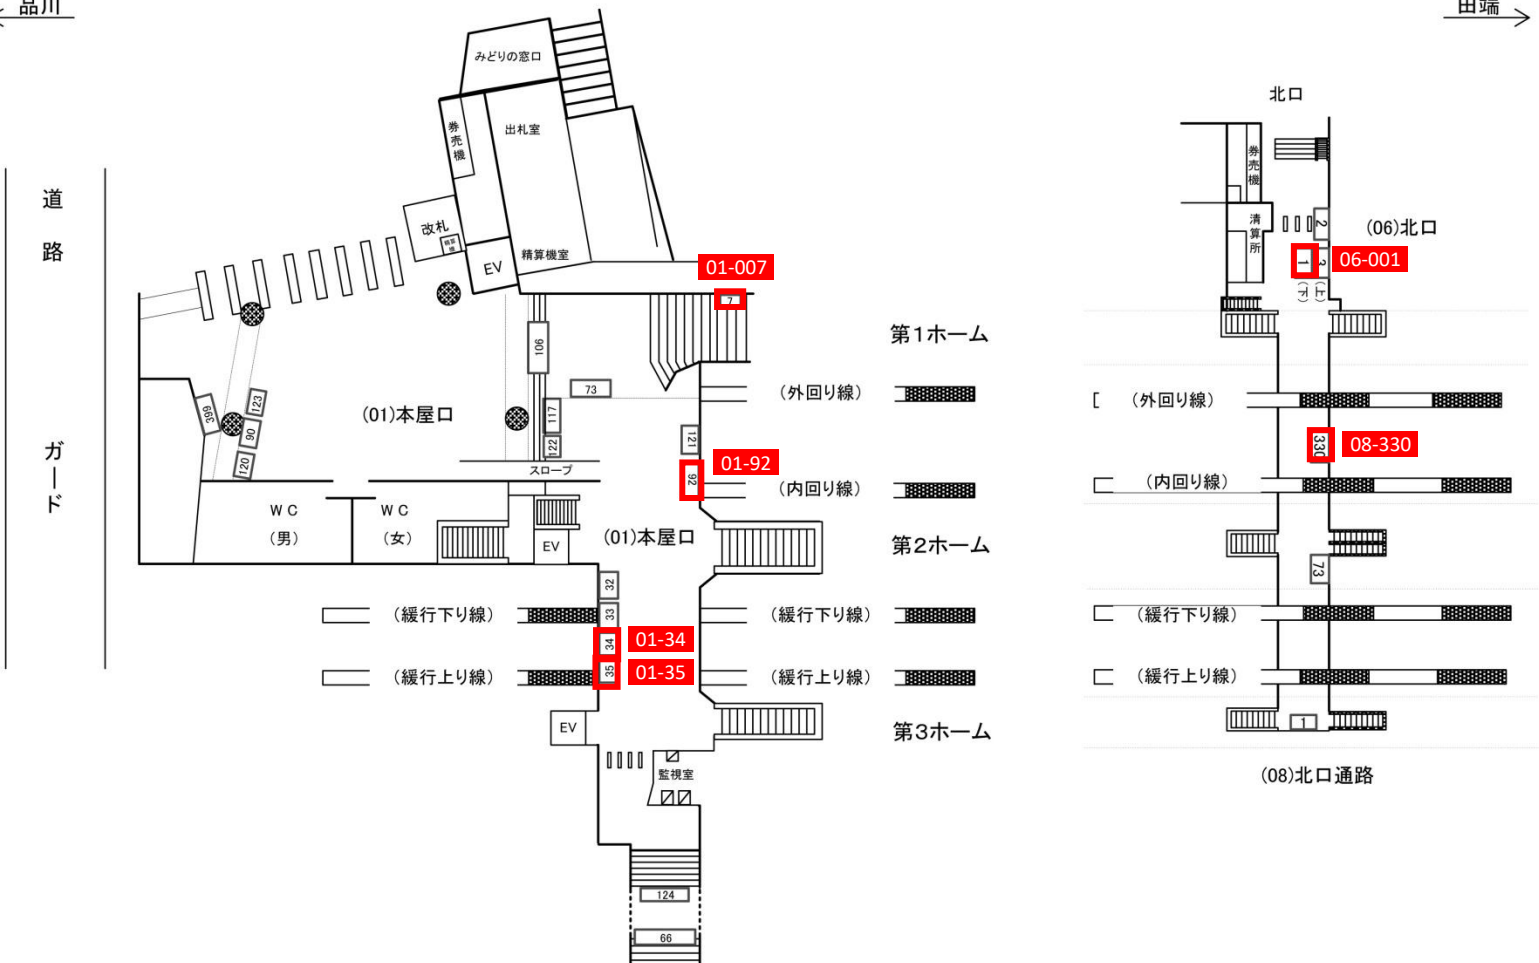 品川
田端
みどりの窓口
券売機
出札室
改札
精算機
EV
精算機室
道路
ガード
01-007
7
106
73
117
122
121
123
90
120
399
(01)本屋口
スロープ
01-92
92
WC
(男)
WC
(女)
EV
(01)本屋口
第1ホーム
(外回り線)
(内回り線)
第2ホーム
32
33
34
01-34
35
01-35
(緩行下り線)
(緩行下り線)
(緩行上り線)
(緩行上り線)
EV
第3ホーム
監視室
124
66
北口
券売機
清算所
2
(06)北口
1
3
06-001
(下)
(上)
(外回り線)
330
08-330
(内回り線)
73
(緩行下り線)
(緩行上り線)
1
(08)北口通路